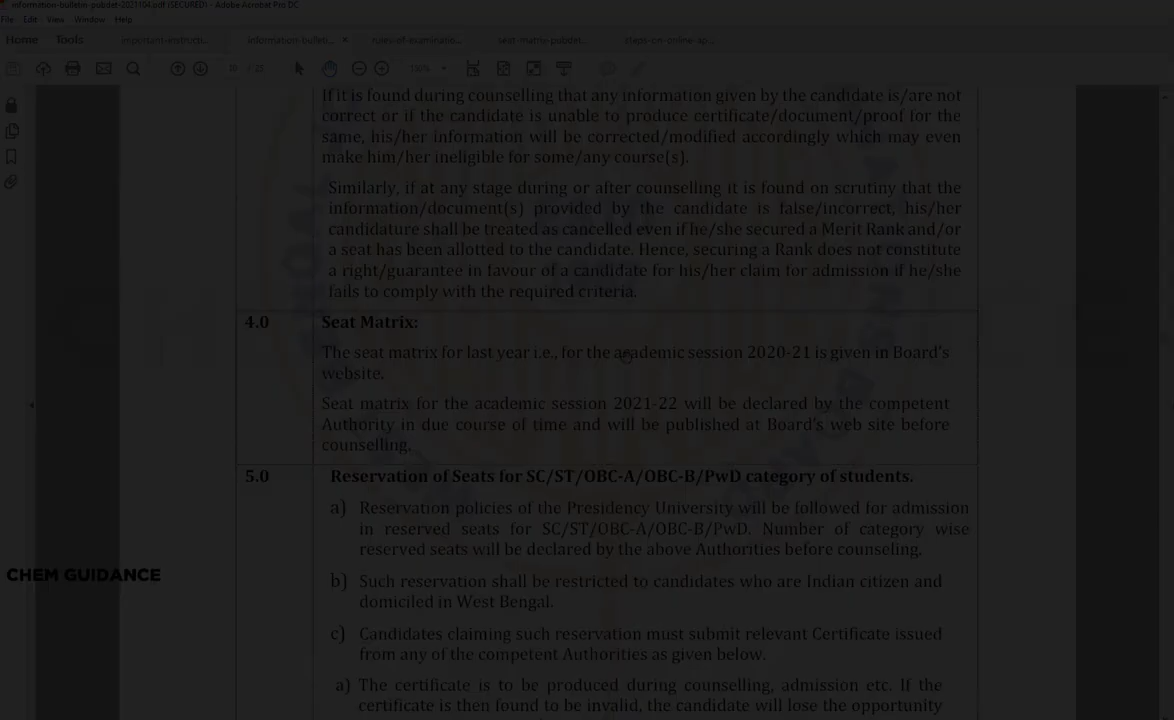 information-bulletin-pubdet-2021104.pdf (SECURED) - Adobe Acrobat Pro DC
File Edit View Window Help
Home Tools important-instruct... information-bulleti... × rules-of-examinatie... seat-matrix-pubdet... steps-on-online-ap...
10 / 25 150%
If it is found during counselling that any information given by the candidate is/are not
correct or if the candidate is unable to produce certificate/document/proof for the
same, his/her information will be corrected/modified accordingly which may even
make him/her ineligible for some/any course(s).
Similarly, if at any stage during or after counselling it is found on scrutiny that the
information/document(s) provided by the candidate is false/incorrect, his/her
candidature shall be treated as cancelled even if he/she secured a Merit Rank and/or
a seat has been allotted to the candidate. Hence, securing a Rank does not constitute
a right/guarantee in favour of a candidate for his/her claim for admission if he/she
fails to comply with the required criteria.
4.0 Seat Matrix:
The seat matrix for last year i.e., for the academic session 2020-21 is given in Board's
website.
Seat matrix for the academic session 2021-22 will be declared by the competent
Authority in due course of time and will be published at Board's web site before
counselling.
5.0 Reservation of Seats for SC/ST/OBC-A/OBC-B/PwD category of students.
a) Reservation policies of the Presidency University will be followed for admission
in reserved seats for SC/ST/OBC-A/OBC-B/PwD. Number of category wise
reserved seats will be declared by the above Authorities before counseling.
CHEM GUIDANCE
b) Such reservation shall be restricted to candidates who are Indian citizen and
domiciled in West Bengal.
c) Candidates claiming such reservation must submit relevant Certificate issued
from any of the competent Authorities as given below.
a) The certificate is to be produced during counselling, admission etc. If the
certificate is then found to be invalid, the candidate will lose the opportunity